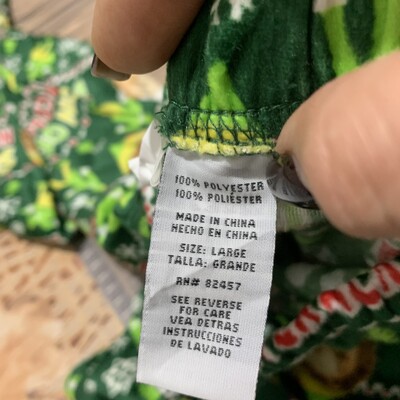 100% POLYESTER
100% POLIÉSTER
MADE IN CHINA
HECHO EN CHINA
SIZE: LARGE
TALLA: GRANDE
RN# 82457
SEE REVERSE
FOR CARE
VEA DETRAS
INSTRUCCIONES
DE LAVADO